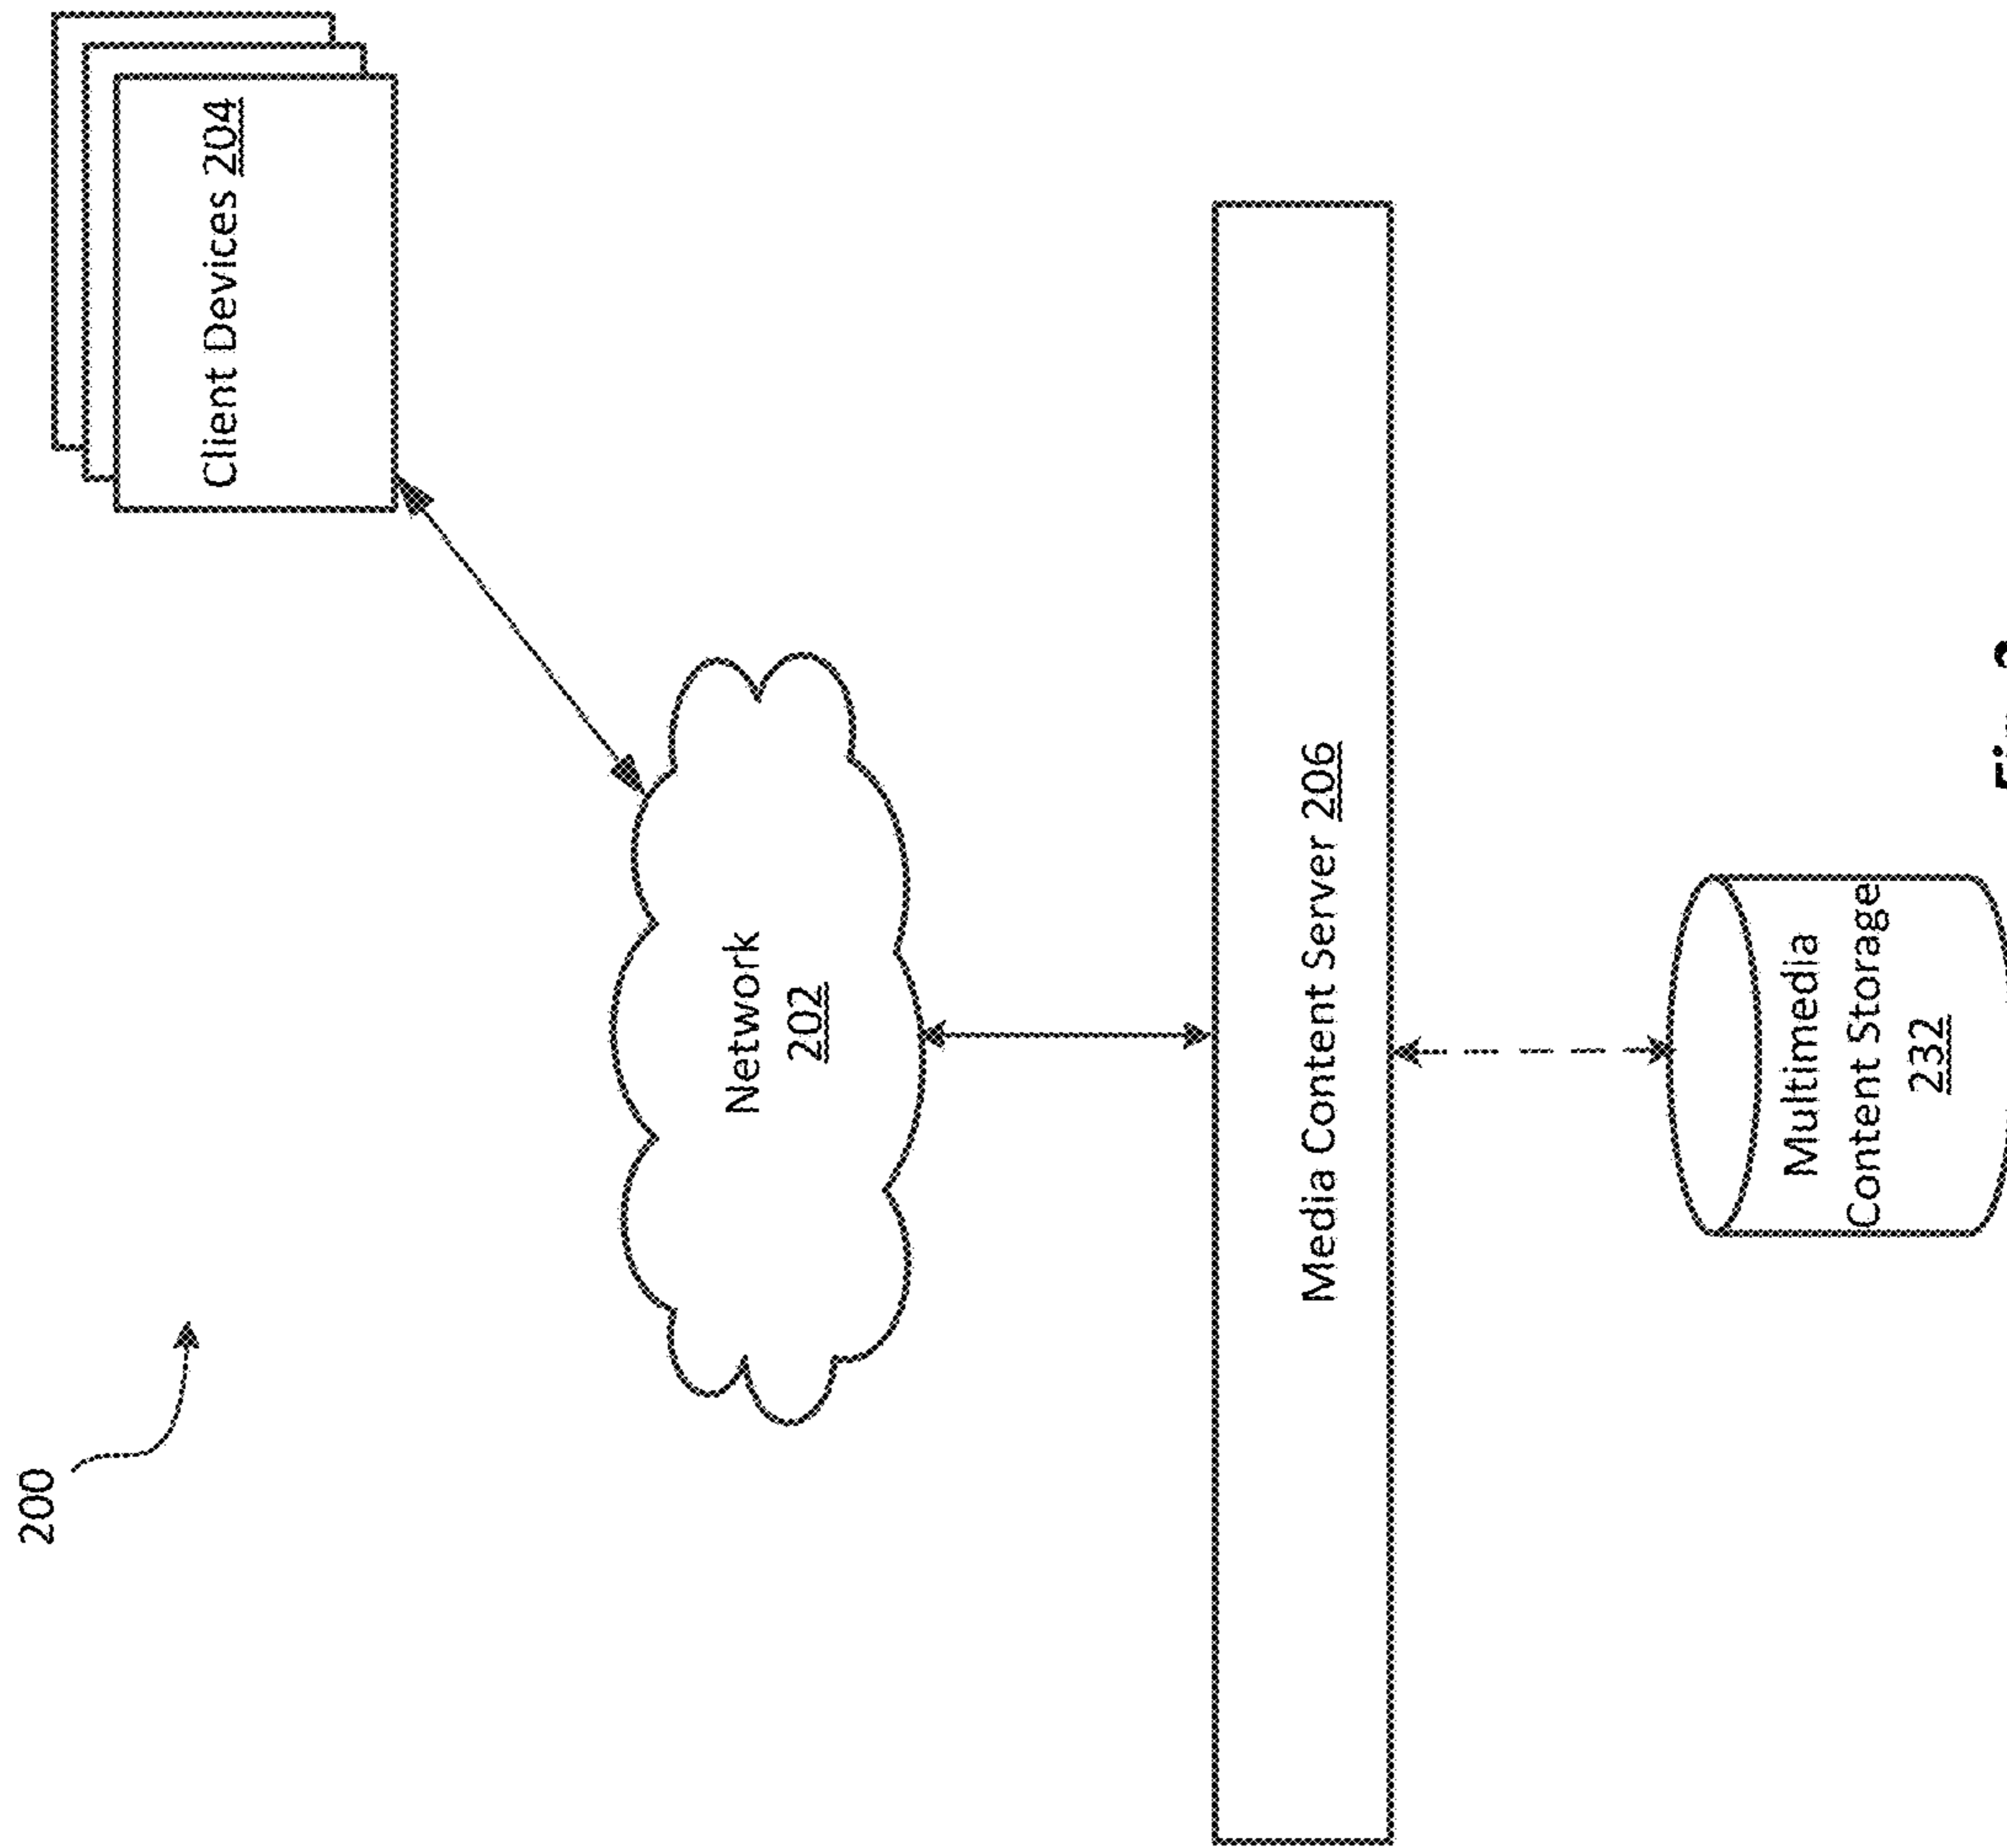 200
Client Devices 204
Network
202
Media Content Server 206
Multimedia
Content Storage
232